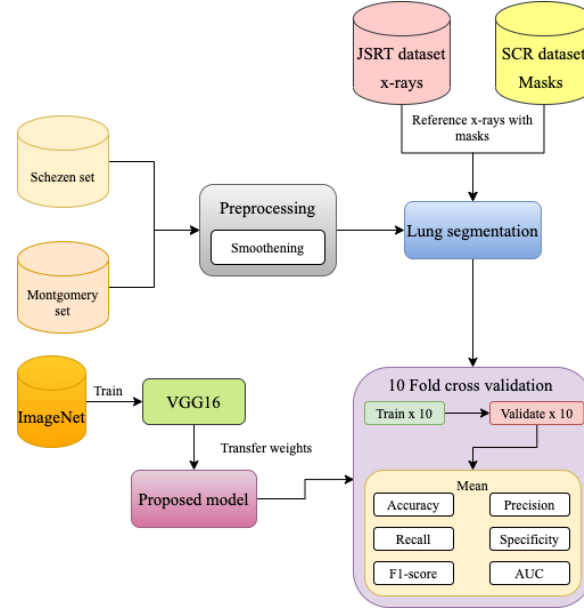 JSRT dataset
x-rays
SCR dataset
Masks
Reference x-rays with
masks
Schezen set
Preprocessing
Smoothening
Lung segmentation
Montgomery
set
ImageNet
Train
VGG16
Transfer weights
Proposed model
10 Fold cross validation
Train x 10
Validate x 10
Mean
Accuracy
Precision
Recall
Specificity
F1-score
AUC